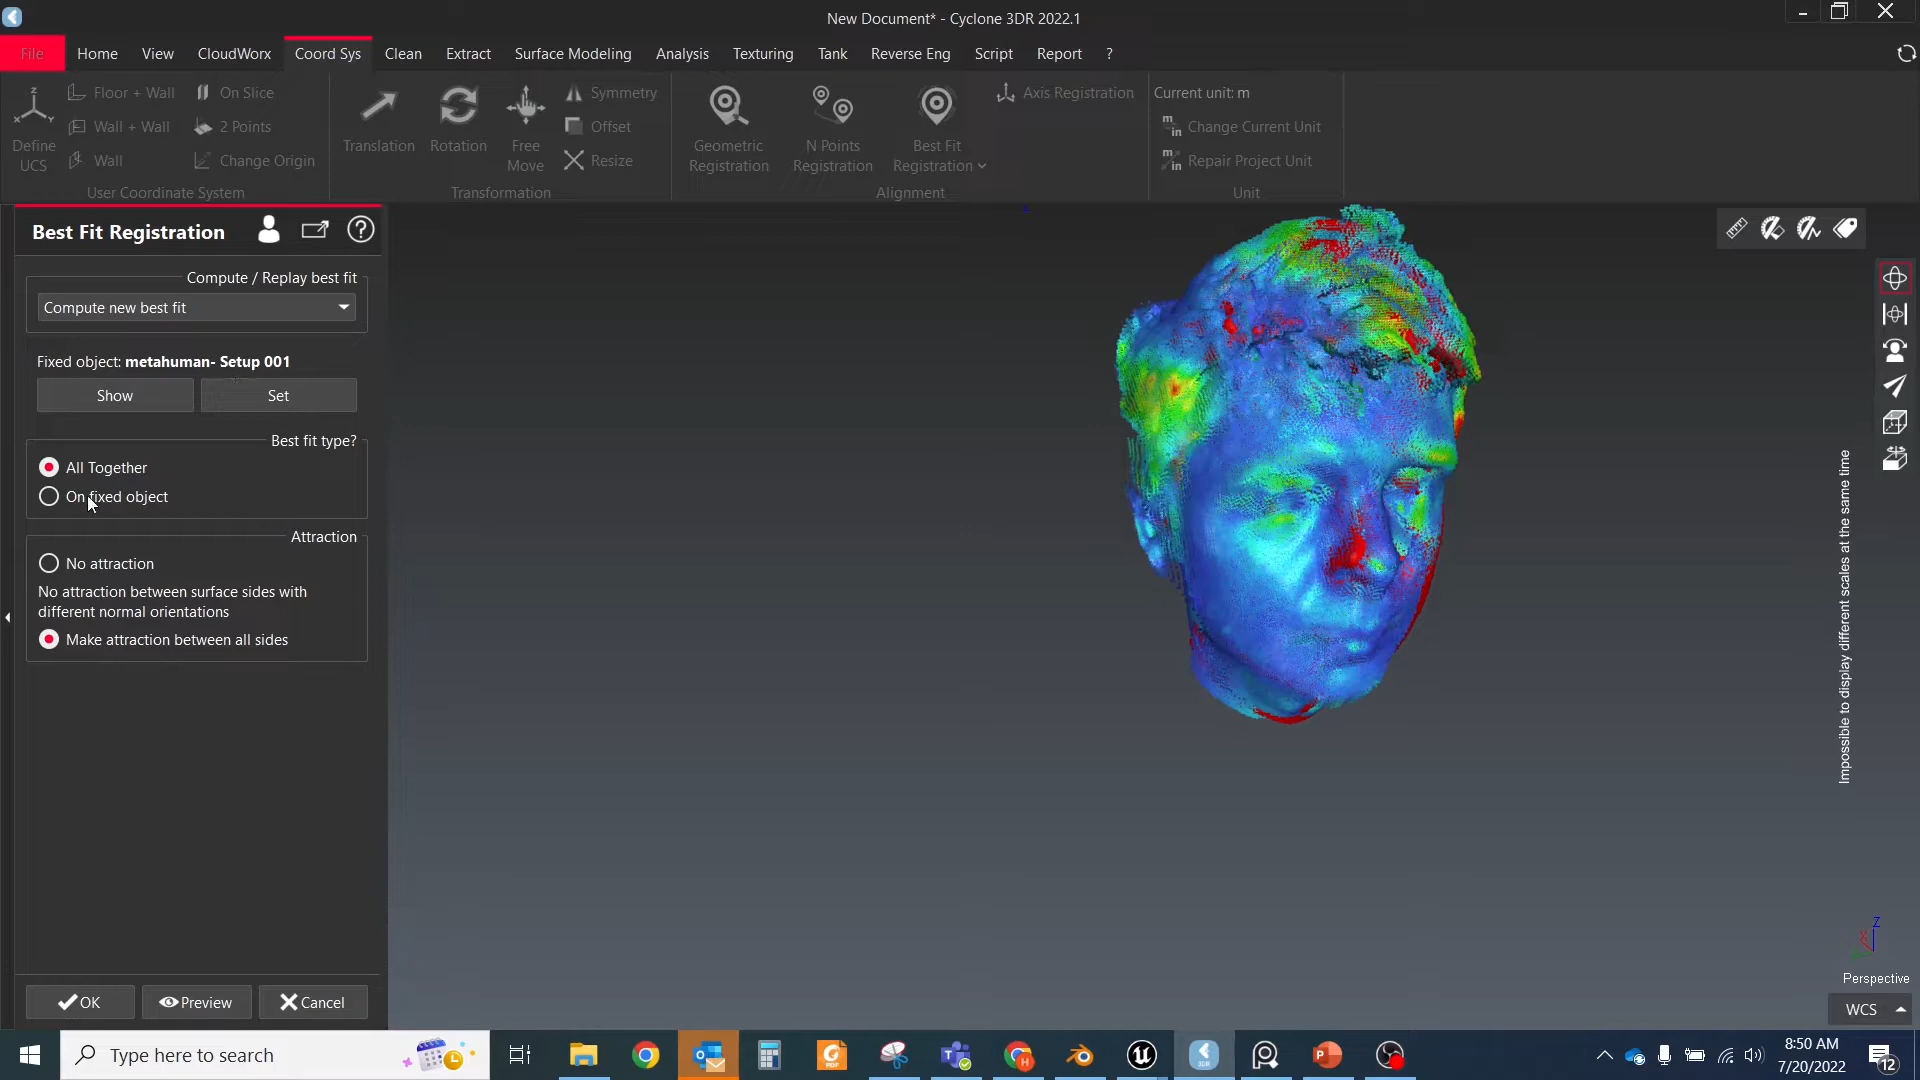 New Document* - Cyclone 3DR 2022.1
File Home View CloudWorx Coord Sys Clean Extract Surface Modeling Analysis Texturing Tank Reverse Eng Script Report ?
Define UCS
Floor + Wall
Wall + Wall
Wall
On Slice
2 Points
Change Origin
User Coordinate System
Translation
Rotation
Free Move
Symmetry
Offset
Resize
Transformation
Geometric Registration
N Points Registration
Best Fit Registration
Axis Registration
Alignment
Current unit: m
Change Current Unit
Repair Project Unit
Unit
Best Fit Registration
Compute / Replay best fit
Compute new best fit
Fixed object: metahuman- Setup 001
Show Set
Best fit type?
All Together
On fixed object
Attraction
No attraction
No attraction between surface sides with
different normal orientations
Make attraction between all sides
OK Preview Cancel
Impossible to display different scales at the same time
Z
Perspective
WCS
Type here to search
8:50 AM
7/20/2022
12